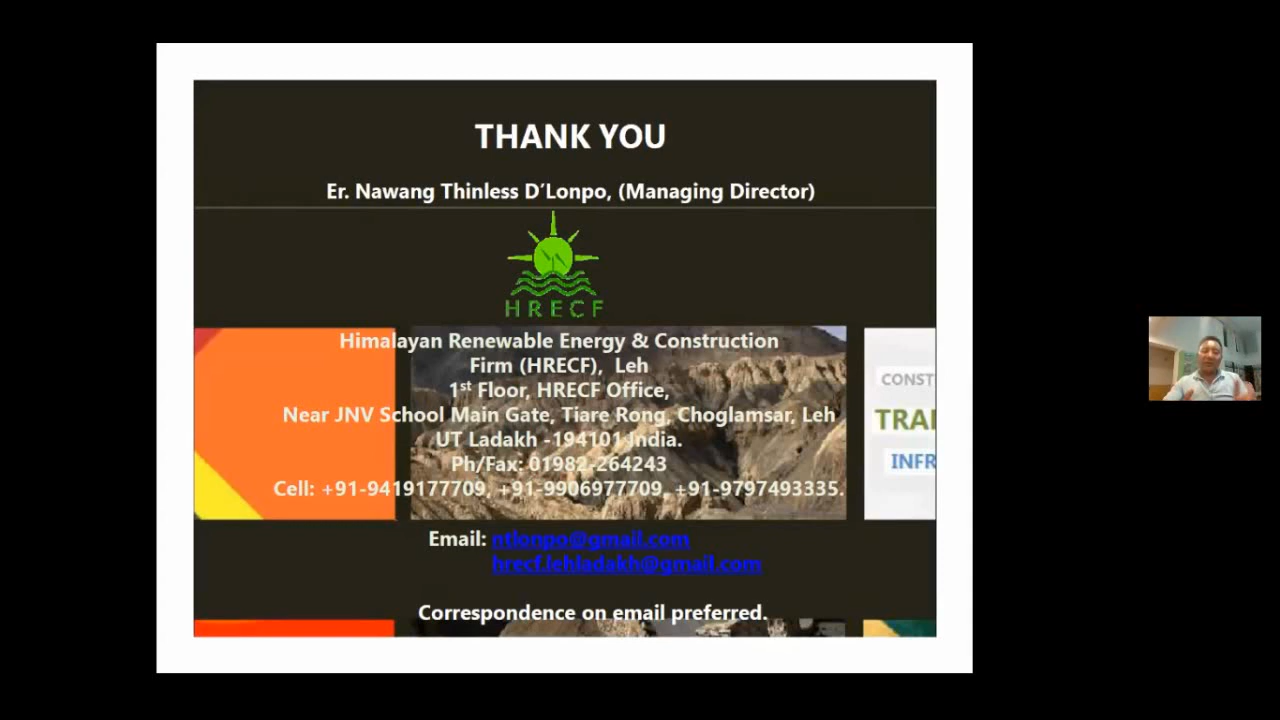 THANK YOU
Er. Nawang Thinless D’Lonpo, (Managing Director)
HRECF
Himalayan Renewable Energy & Construction
Firm (HRECF), Leh
1st Floor, HRECF Office,
Near JNV School Main Gate, Tiare Rong, Choglamsar, Leh
UT Ladakh -194101 India.
Ph/Fax: 01982-264243
Cell: +91-9419177709, +91-9906977709, +91-9797493335.
CONST
TRA
INFR
Email: ntlonpo@gmail.com
hrecf.lehladakh@gmail.com
Correspondence on email preferred.